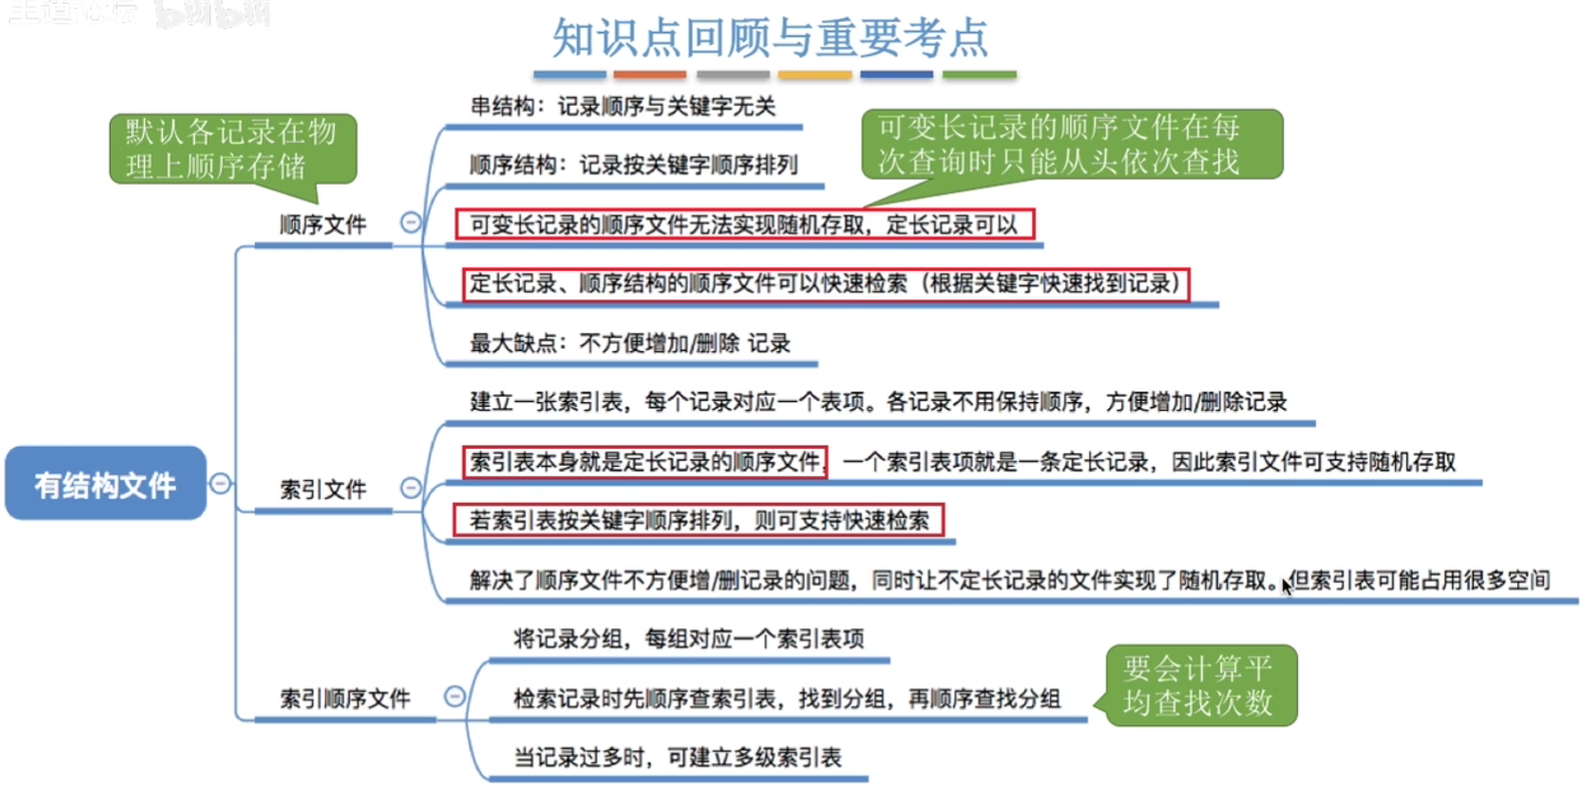 王道论坛 bilibili
知识点回顾与重要考点
默认各记录在物
理上顺序存储
可变长记录的顺序文件在每
次查询时只能从头依次查找
串结构：记录顺序与关键字无关
顺序结构：记录按关键字顺序排列
顺序文件
可变长记录的顺序文件无法实现随机存取，定长记录可以
定长记录、顺序结构的顺序文件可以快速检索（根据关键字快速找到记录）
最大缺点：不方便增加/删除 记录
有结构文件
索引文件
建立一张索引表，每个记录对应一个表项。各记录不用保持顺序，方便增加/删除记录
索引表本身就是定长记录的顺序文件，一个索引表项就是一条定长记录，因此索引文件可支持随机存取
若索引表按关键字顺序排列，则可支持快速检索
解决了顺序文件不方便增/删记录的问题，同时让不定长记录的文件实现了随机存取。但索引表可能占用很多空间
索引顺序文件
将记录分组，每组对应一个索引表项
检索记录时先顺序查索引表，找到分组，再顺序查找分组
当记录过多时，可建立多级索引表
要会计算平
均查找次数